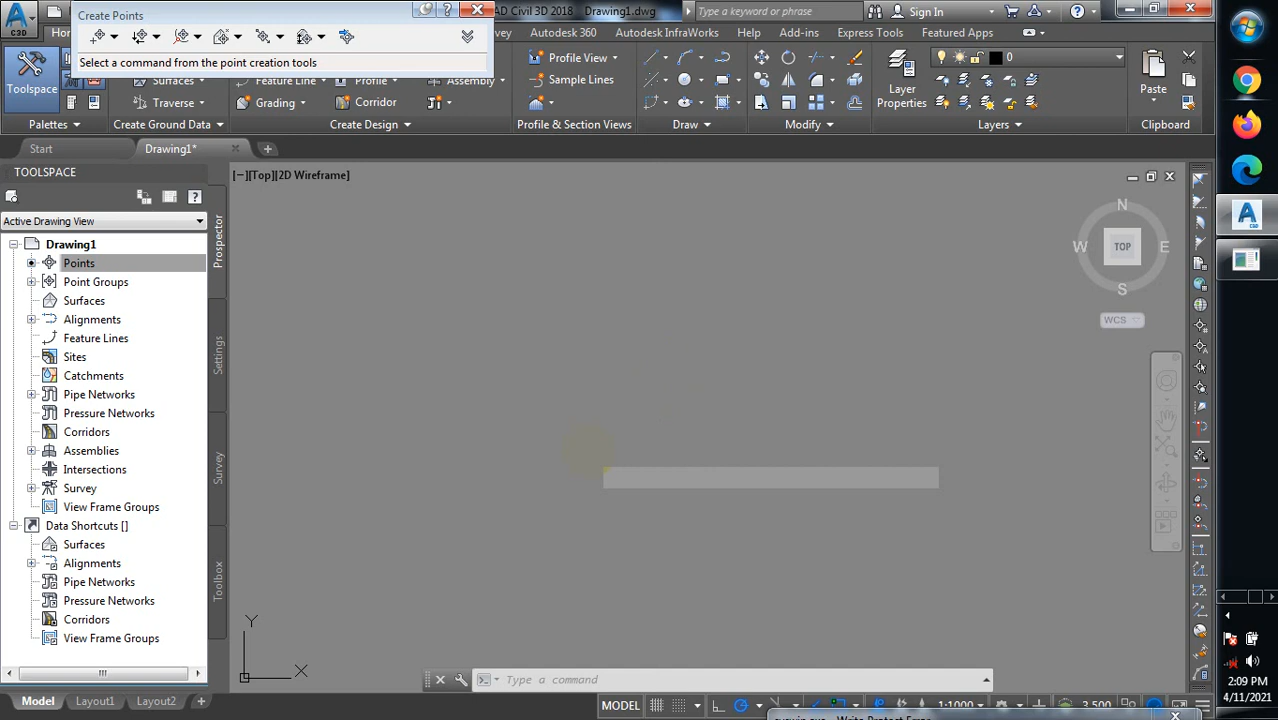 Create Points
AD Civil 3D 2018 Drawing1.dwg
Type a keyword or phrase
Sign In
C3D
Select a command from the point creation tools
Autodesk 360
Autodesk InfraWorks
Help
Add-ins
Express Tools
Featured Apps
Toolspace
Surfaces
Traverse
Palettes
Create Ground Data
Feature Line
Profile
Assembly
Grading
Corridor
Create Design
Profile View
Sample Lines
Profile & Section Views
Draw
Modify
Layer
Properties
0
Layers
Paste
Clipboard
Start
Drawing1*
TOOLSPACE
Active Drawing View
Drawing1
Points
Point Groups
Surfaces
Alignments
Feature Lines
Sites
Catchments
Pipe Networks
Pressure Networks
Corridors
Assemblies
Intersections
Survey
View Frame Groups
Data Shortcuts []
Surfaces
Alignments
Pipe Networks
Pressure Networks
Corridors
View Frame Groups
Prospector
Settings
Survey
Toolbox
[−][Top][2D Wireframe]
N
W TOP E
S
WCS
Y
X
Type a command
Model
Layout1
Layout2
MODEL
1:1000
3.500
2:09 PM
4/11/2021